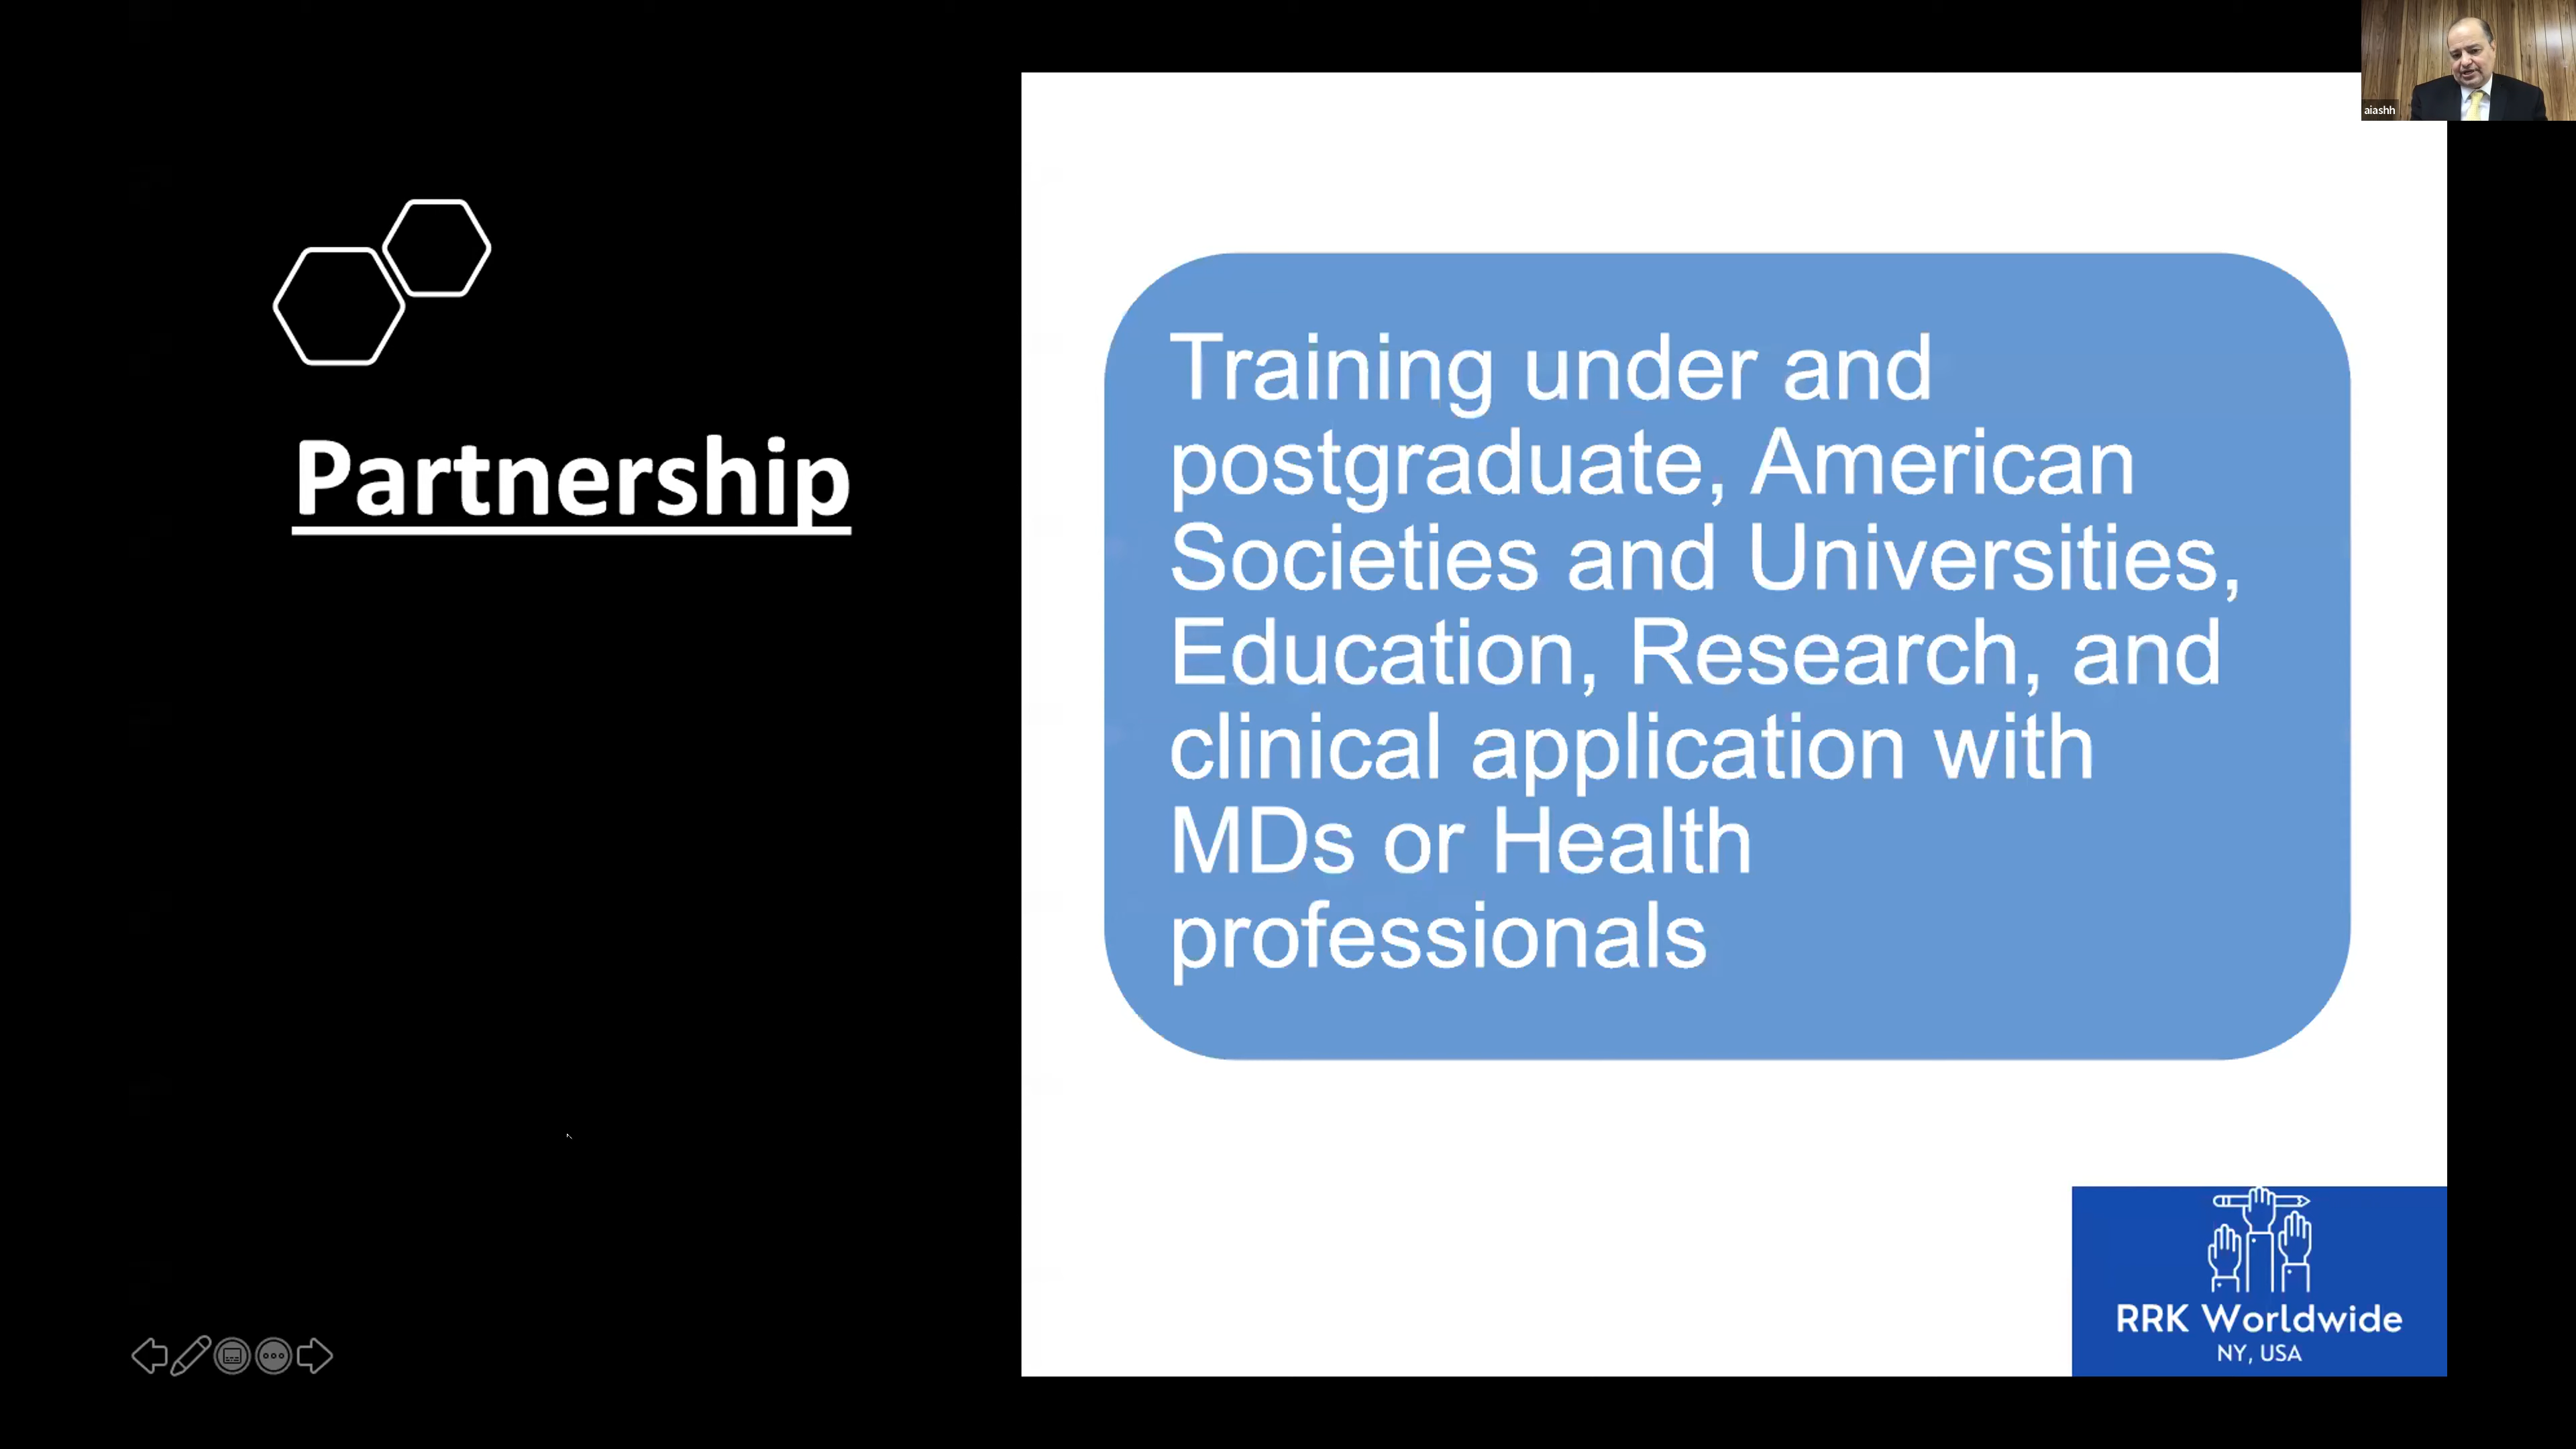 aiashh
Partnership
Training under and
postgraduate, American
Societies and Universities,
Education, Research, and
clinical application with
MDs or Health
professionals
RRK Worldwide
NY, USA